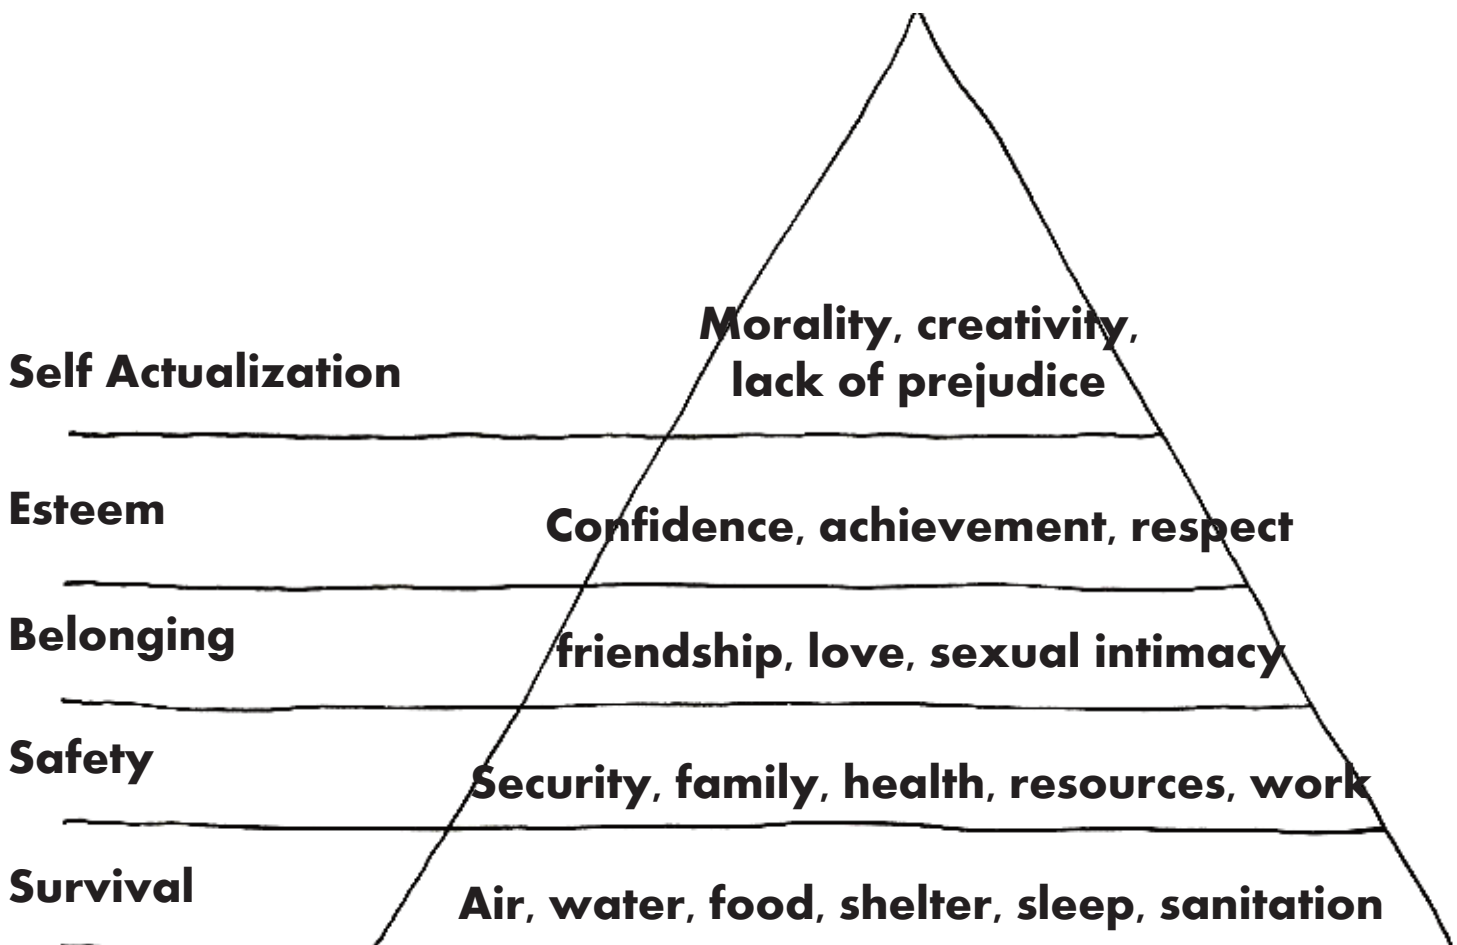 Morality, creativity,
lack of prejudice
Self Actualization
Esteem
Confidence, achievement, respect
Belonging
friendship, love, sexual intimacy
Safety
Security, family, health, resources, work
Survival
Air, water, food, shelter, sleep, sanitation